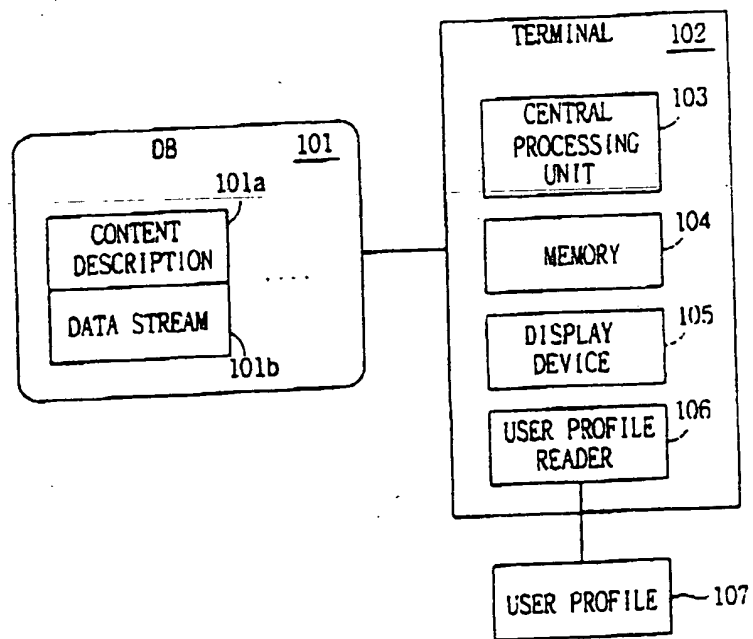 DB 101
101a
CONTENT
DESCRIPTION
DATA STREAM
101b
....
TERMINAL 102
CENTRAL
PROCESSING
UNIT
103
MEMORY
104
DISPLAY
DEVICE
105
USER PROFILE
READER
106
USER PROFILE
107